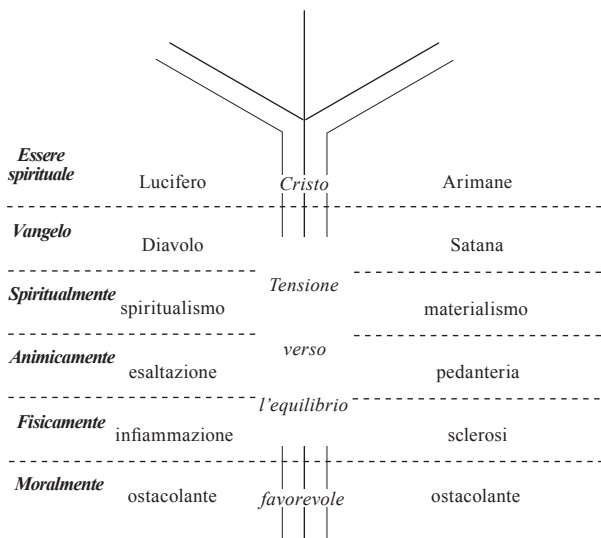 Essere
spirituale
Lucifero Cristo Arimane
Vangelo
Diavolo Satana
Tensione
Spiritualmente
spiritualismo materialismo
verso
Animicamente
esaltazione pedanteria
l'equilibrio
Fisicamente
infiammazione sclerosi
Moralmente
ostacolante favorevole ostacolante